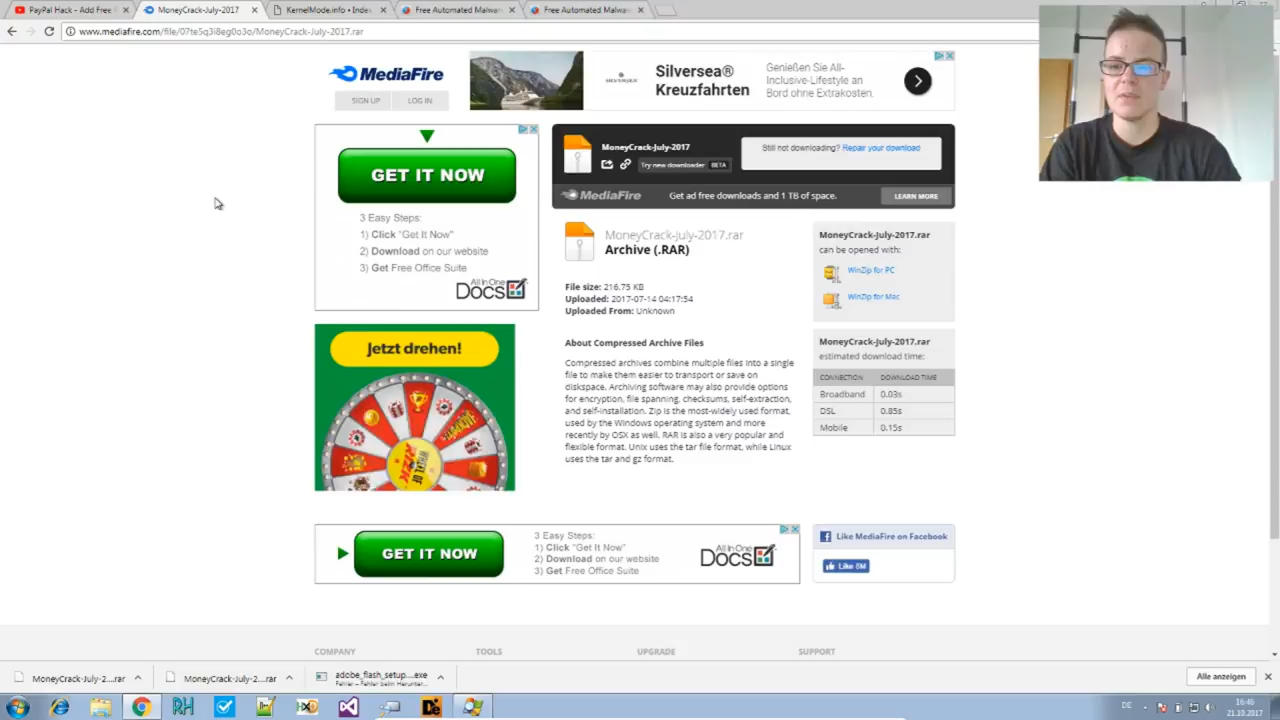 PayPal Hack - Add Free
MoneyCrack-July-2017
KernelMode.info • Index
Free Automated Malwar
Free Automated Malwar
www.mediafire.com/file/07te5q3i8eg0o3o/MoneyCrack-July-2017.rar
MediaFire
SIGN UP
LOG IN
Silversea®
Kreuzfahrten
Genießen Sie All-
Inclusive-Lifestyle an
Bord ohne Extrakosten.
GET IT NOW
3 Easy Steps:
1) Click "Get It Now"
2) Download on our website
3) Get Free Office Suite
All In One
DOCS
MoneyCrack-July-2017
Try new downloader BETA
Still not downloading? Repair your download
MediaFire
Get ad free downloads and 1 TB of space.
LEARN MORE
MoneyCrack-July-2017.rar
Archive (.RAR)
File size: 216.75 KB
Uploaded: 2017-07-14 04:17:54
Uploaded From: Unknown
About Compressed Archive Files
Compressed archives combine multiple files into a single
file to make them easier to transport or save on
diskspace. Archiving software may also provide options
for encryption, file spanning, checksums, self-extraction,
and self-installation. Zip is the most-widely used format,
used by the Windows operating system and more
recently by OSX as well. RAR is also a very popular and
flexible format. Unix uses the tar file format, while Linux
uses the tar and gz format.
MoneyCrack-July-2017.rar
can be opened with:
WinZip for PC
WinZip for Mac
MoneyCrack-July-2017.rar
estimated download time:
CONNECTION DOWNLOAD TIME
Broadband 0.03s
DSL 0.85s
Mobile 0.15s
Jetzt drehen!
WHEEL OF
GET IT NOW
3 Easy Steps:
1) Click "Get It Now"
2) Download on our website
3) Get Free Office Suite
All In One
DOCS
Like MediaFire on Facebook
Like 8M
COMPANY
TOOLS
UPGRADE
SUPPORT
MoneyCrack-July-2....rar
MoneyCrack-July-2....rar
adobe_flash_setup....exe
Alle anzeigen
DE
16:46
21.10.2017